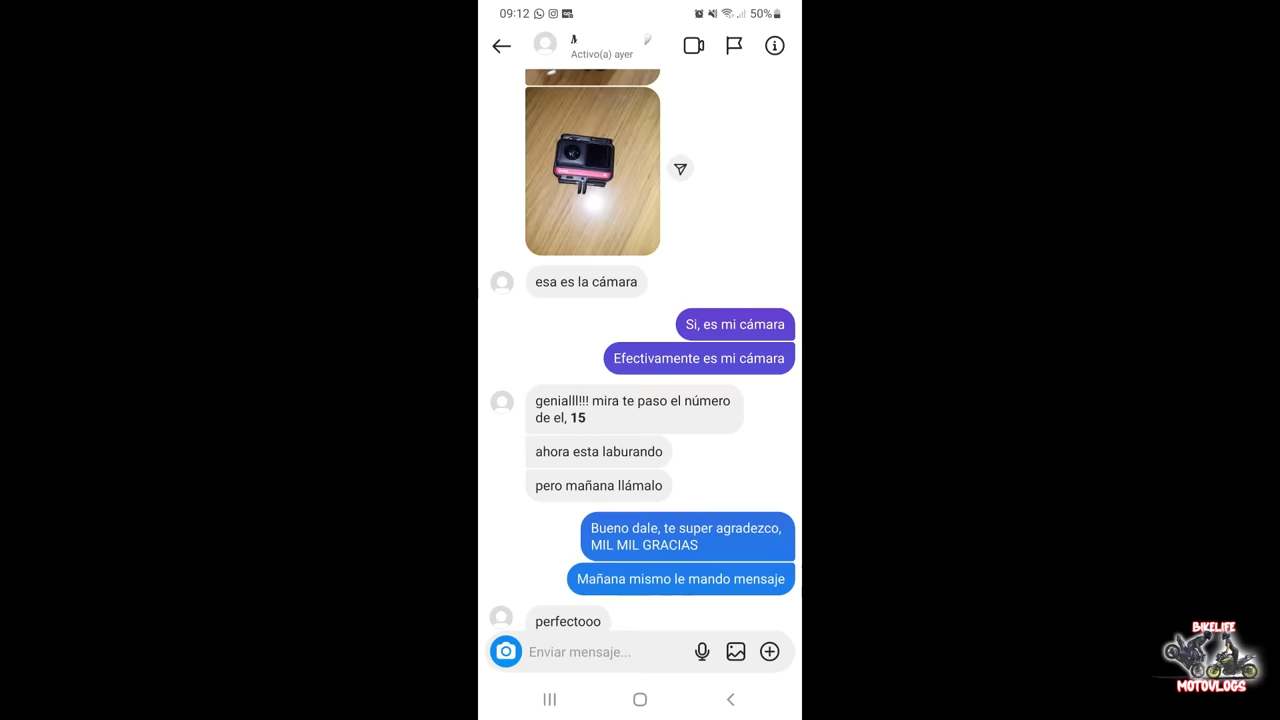 09:12
50%
Activo(a) ayer
esa es la cámara
Si, es mi cámara
Efectivamente es mi cámara
genialll!!! mira te paso el número
de el, 15
ahora esta laburando
pero mañana llámalo
Bueno dale, te super agradezco,
MIL MIL GRACIAS
Mañana mismo le mando mensaje
perfectooo
Enviar mensaje...
BIKELIFE
MOTOVLOGS